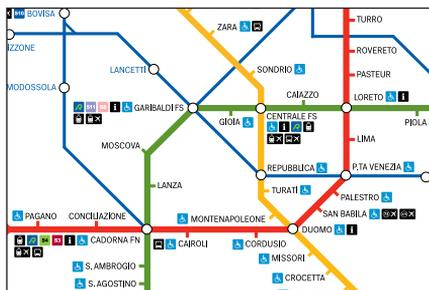 S10 BOVISA
TURRO
ZARA
IZZONE
ROVERETO
LANCETTI
SONDRIO
PASTEUR
MODOSSOLA
CAIAZZO
LORETO
GARIBALDI FS
GIOIA
CENTRALE FS
PIOLA
MOSCOVA
LIMA
REPUBBLICA
P.TA VENEZIA
LANZA
TURATI
PALESTRO
PAGANO
CONCILIAZIONE
MONTENAPOLEONE
SAN BABILA
DUOMO
CADORNA FN
CAIROLI
CORDUSIO
MISSORI
S.AMBROGIO
CROCETTA
S.AGOSTINO